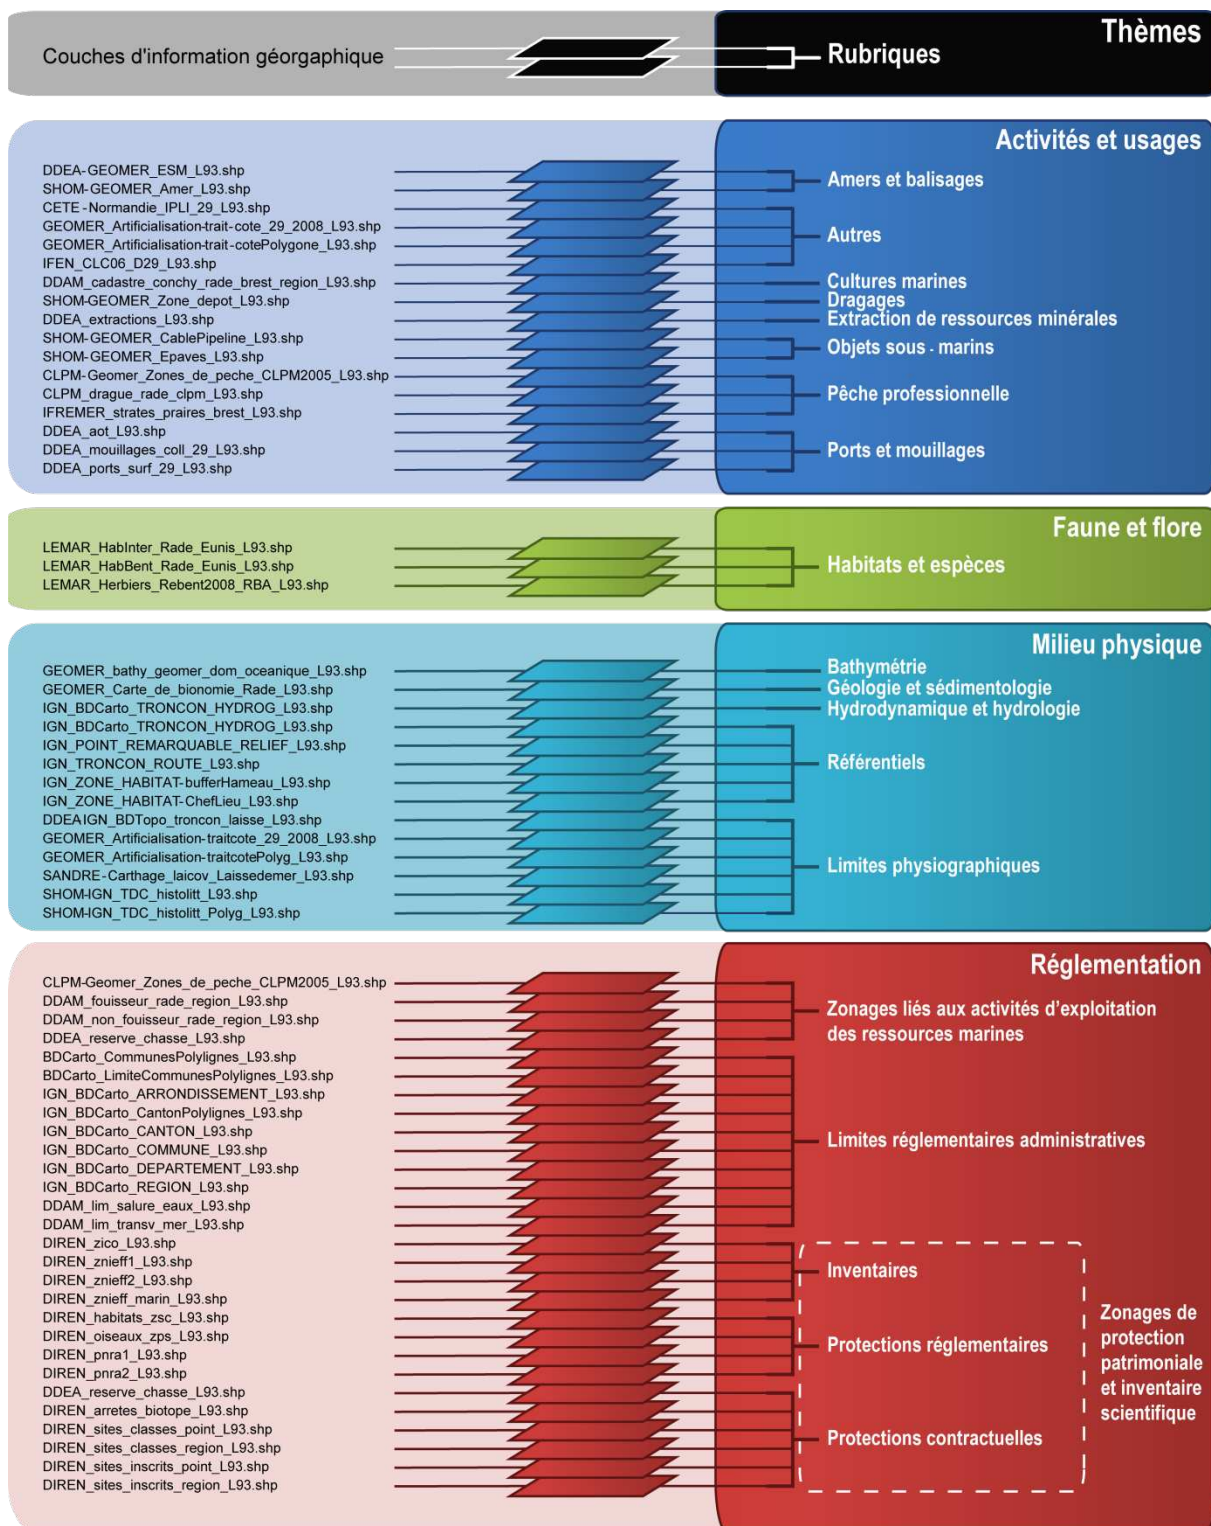 Thèmes
Couches d'information géorgaphique
Rubriques
Activités et usages
DDEA-GEOMER_ESM_L93.shp
SHOM-GEOMER_Amer_L93.shp
CETE-Normandie_IPLI_29_L93.shp
GEOMER_Artificialisation-trait-cote_29_2008_L93.shp
GEOMER_Artificialisation-trait-cotePolygone_L93.shp
IFEN_CLC06_D29_L93.shp
DDAM_cadastre_conchy_rade_brest_region_L93.shp
SHOM-GEOMER_Zone_depot_L93.shp
DDEA_extractions_L93.shp
SHOM-GEOMER_CablePipeline_L93.shp
SHOM-GEOMER_Epaves_L93.shp
CLPM-Geomer_Zones_de_peche_CLPM2005_L93.shp
CLPM_drague_rade_clpm_L93.shp
IFREMER_strates_praires_brest_L93.shp
DDEA_aot_L93.shp
DDEA_mouillages_coll_29_L93.shp
DDEA_ports_surf_29_L93.shp
Amers et balisages
Autres
Cultures marines
Dragages
Extraction de ressources minérales
Objets sous - marins
Pêche professionnelle
Ports et mouillages
Faune et flore
LEMAR_HabInter_Rade_Eunis_L93.shp
LEMAR_HabBent_Rade_Eunis_L93.shp
LEMAR_Herbiers_Rebent2008_RBA_L93.shp
Habitats et espèces
Milieu physique
GEOMER_bathy_geomer_dom_oceanique_L93.shp
GEOMER_Carte_de_bionomie_Rade_L93.shp
IGN_BDCarto_TRONCON_HYDROG_L93.shp
IGN_BDCarto_TRONCON_HYDROG_L93.shp
IGN_POINT_REMARQUABLE_RELIEF_L93.shp
IGN_TRONCON_ROUTE_L93.shp
IGN_ZONE_HABITAT-bufferHameau_L93.shp
IGN_ZONE_HABITAT-ChefLieu_L93.shp
DDEAIGN_BDTopo_troncon_laisse_L93.shp
GEOMER_Artificialisation-traitcote_29_2008_L93.shp
GEOMER_Artificialisation-traitcotePolyg_L93.shp
SANDRE-Carthage_laicov_Laissedemer_L93.shp
SHOM-IGN_TDC_histolitt_L93.shp
SHOM-IGN_TDC_histolitt_Polyg_L93.shp
Bathymétrie
Géologie et sédimentologie
Hydrodynamique et hydrologie
Référentiels
Limites physiographiques
Réglementation
CLPM-Geomer_Zones_de_peche_CLPM2005_L93.shp
DDAM_fouisseur_rade_region_L93.shp
DDAM_non_fouisseur_rade_region_L93.shp
DDEA_reserve_chasse_L93.shp
BDCarto_CommunesPolylignes_L93.shp
BDCarto_LimiteCommunesPolylignes_L93.shp
IGN_BDCarto_ARRONDISSEMENT_L93.shp
IGN_BDCarto_CantonPolylignes_L93.shp
IGN_BDCarto_CANTON_L93.shp
IGN_BDCarto_COMMUNE_L93.shp
IGN_BDCarto_DEPARTEMENT_L93.shp
IGN_BDCarto_REGION_L93.shp
DDAM_lim_salure_eaux_L93.shp
DDAM_lim_transv_mer_L93.shp
DIREN_zico_L93.shp
DIREN_znieff1_L93.shp
DIREN_znieff2_L93.shp
DIREN_znieff_marin_L93.shp
DIREN_habitats_zsc_L93.shp
DIREN_oiseaux_zps_L93.shp
DIREN_pnra1_L93.shp
DIREN_pnra2_L93.shp
DDEA_reserve_chasse_L93.shp
DIREN_arretes_biotope_L93.shp
DIREN_sites_classes_point_L93.shp
DIREN_sites_classes_region_L93.shp
DIREN_sites_inscrits_point_L93.shp
DIREN_sites_inscrits_region_L93.shp
Zonages liés aux activités d'exploitation
des ressources marines
Limites réglementaires administratives
Inventaires
Protections réglementaires
Protections contractuelles
Zonages de
protection
patrimoniale
et inventaire
scientifique